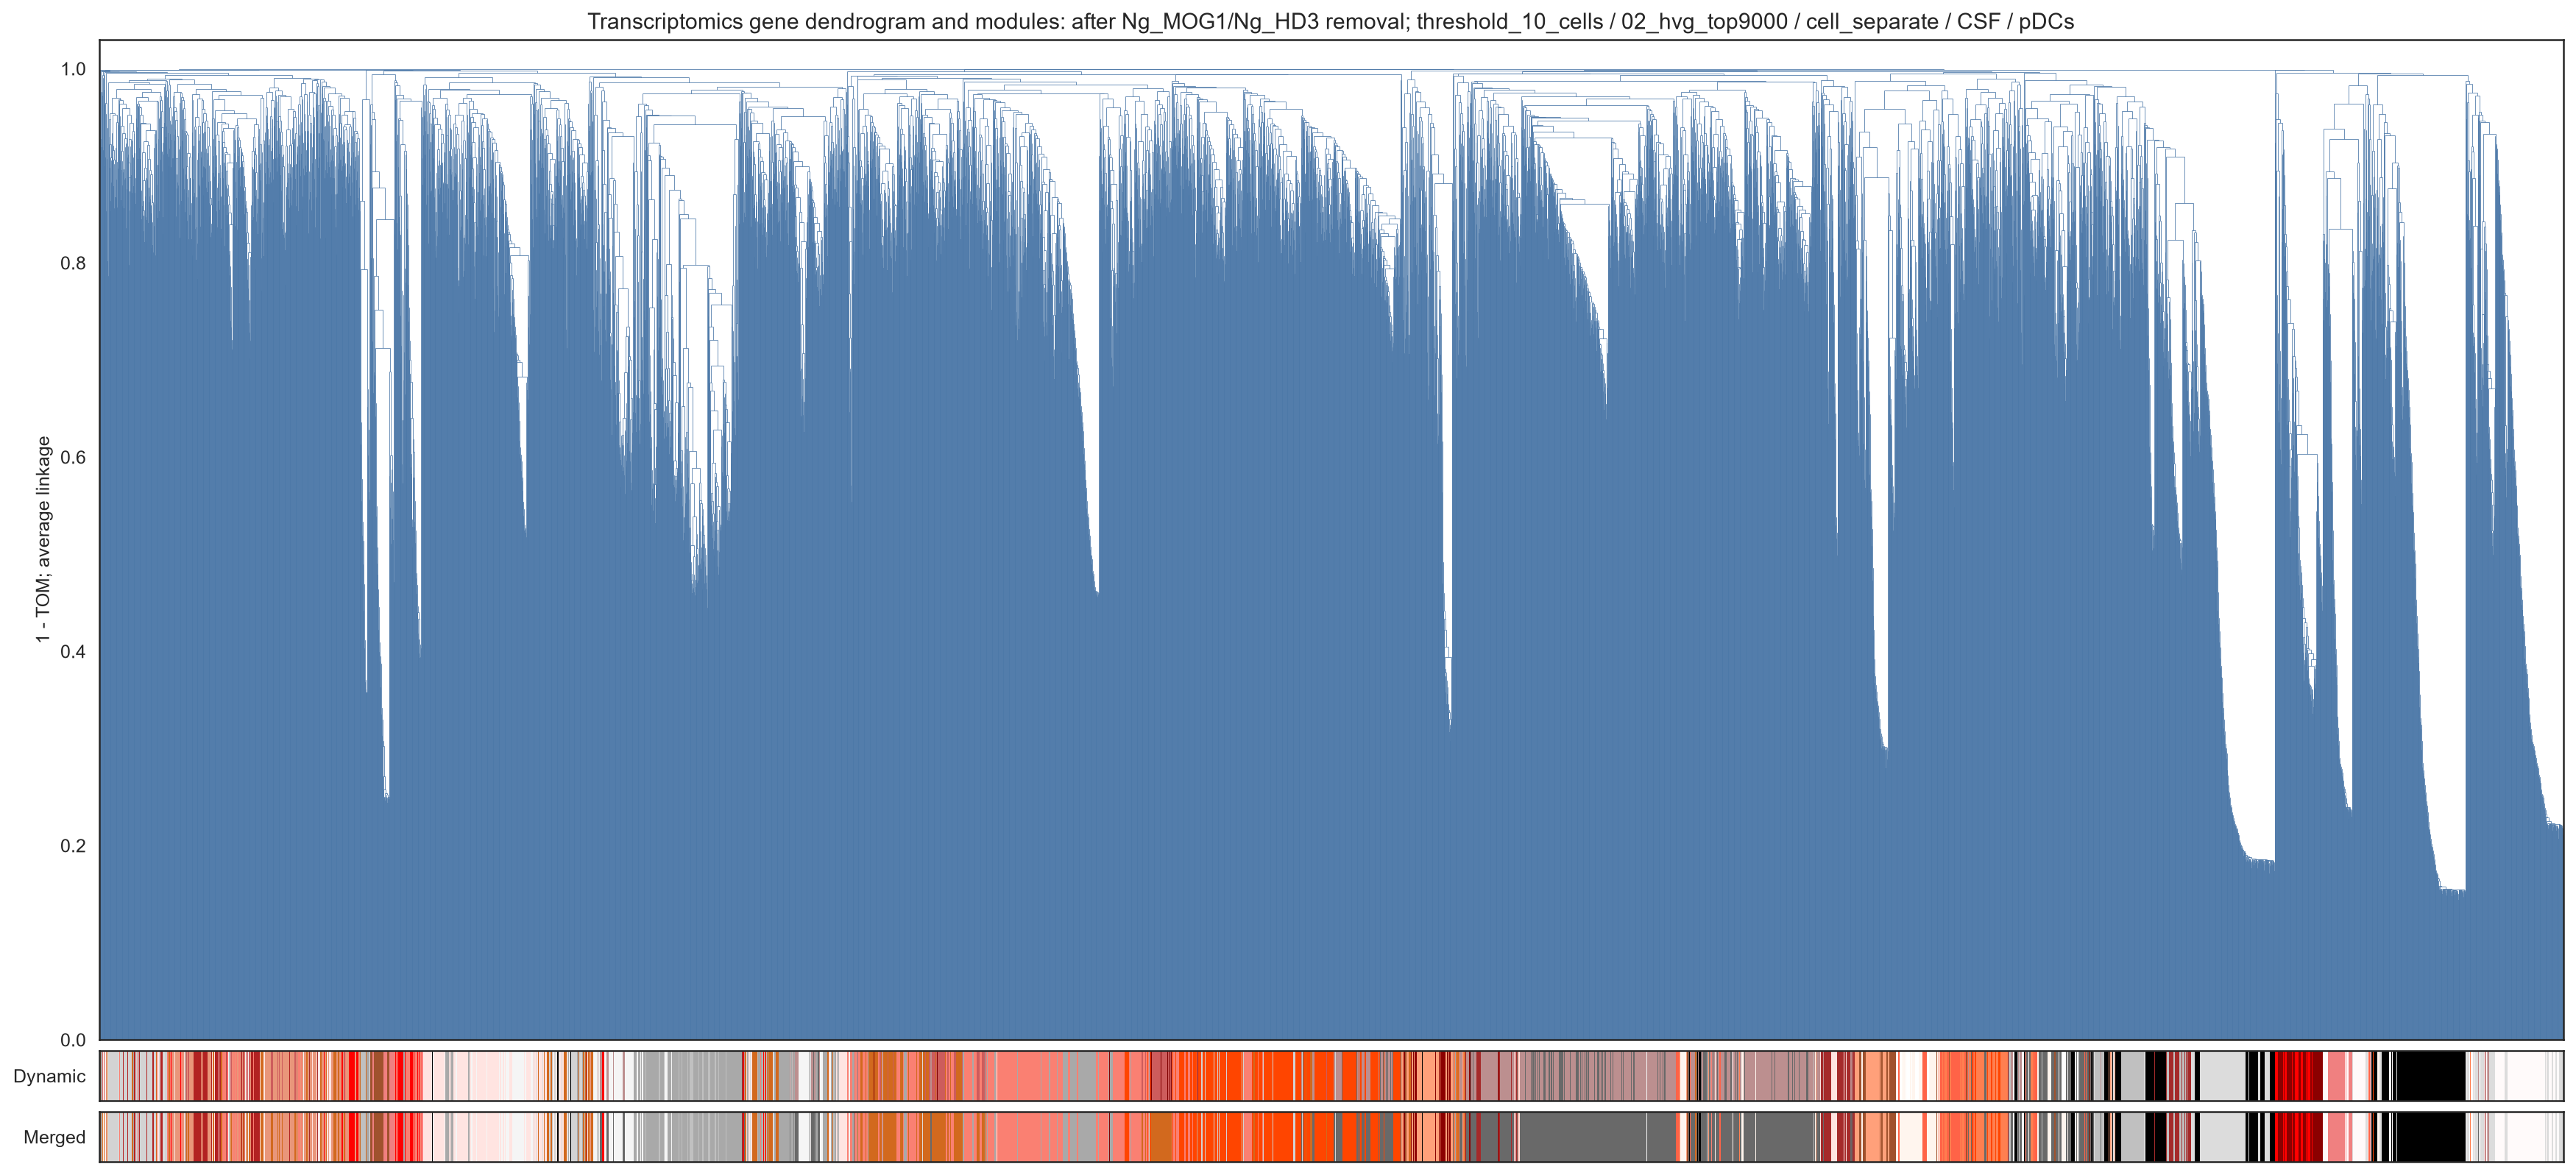 Transcriptomics gene dendrogram and modules: after Ng_MOG1/Ng_HD3 removal; threshold_10_cells / 02_hvg_top9000 / cell_separate / CSF / pDCs
1 - TOM; average linkage
1.0
0.8
0.6
0.4
0.2
0.0
Dynamic
Merged